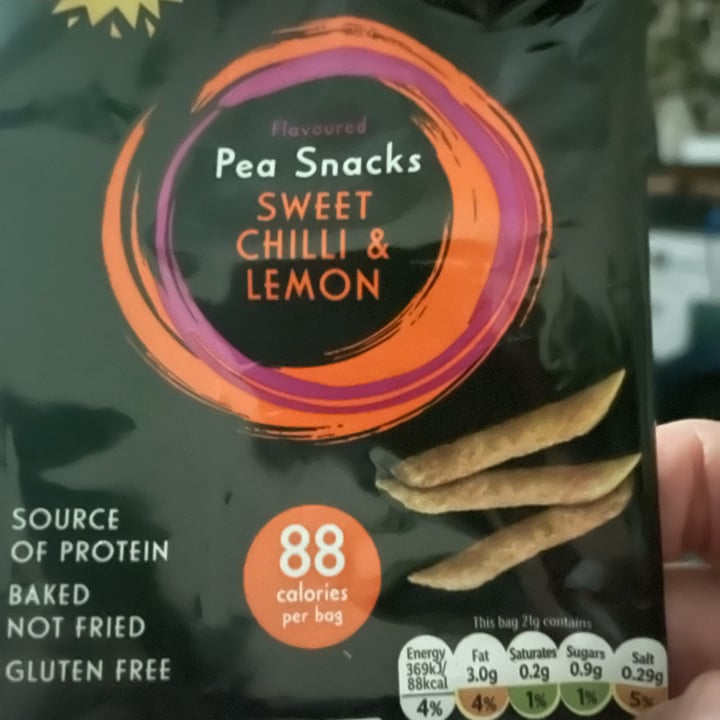 Flavoured
Pea Snacks
SWEET
CHILLI &
LEMON
SOURCE
OF PROTEIN
BAKED
NOT FRIED
GLUTEN FREE
88
calories
per bag
This bag 21g contains
Energy Fat Saturates Sugars Salt
369kJ/
88kcal 3.0g 0.2g 0.9g 0.29g
4% 4% 1% 1% 5%